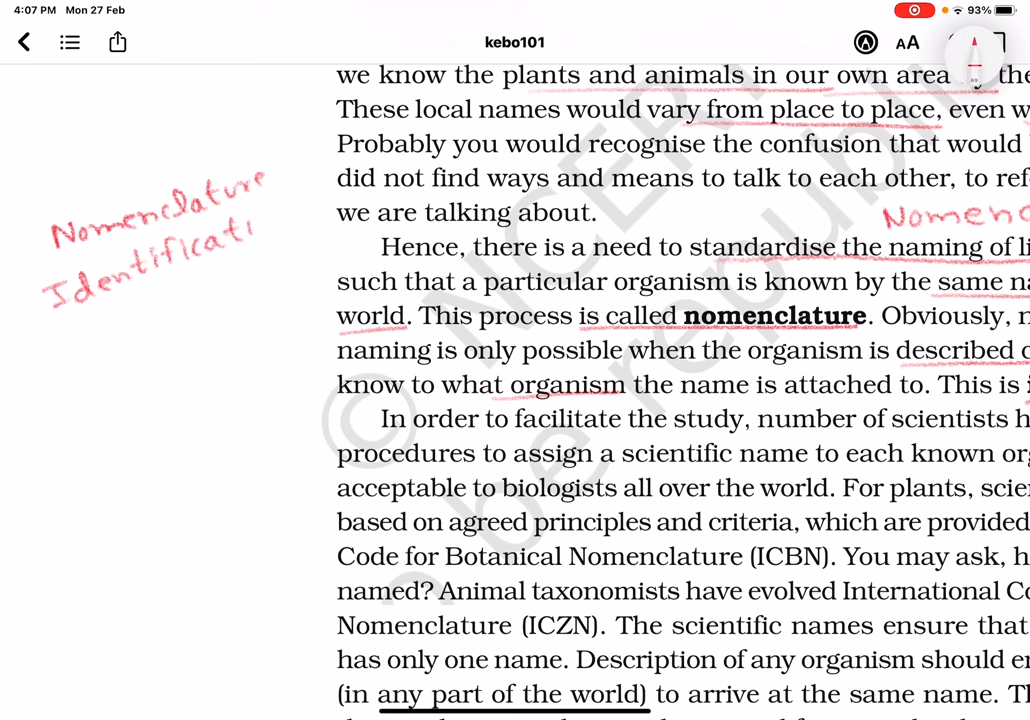 4:07 PM Mon 27 Feb
93%
kebo101
AA
we know the plants and animals in our own area
These local names would vary from place to place, even
Probably you would recognise the confusion that would
did not find ways and means to talk to each other, to
we are talking about.
Nomenclature
Identificati
Nomenc
Hence, there is a need to standardise the naming of
such that a particular organism is known by the same
world. This process is called nomenclature. Obviously,
naming is only possible when the organism is described
know to what organism the name is attached to. This is
In order to facilitate the study, number of scientists
procedures to assign a scientific name to each known
acceptable to biologists all over the world. For plants,
based on agreed principles and criteria, which are provided
Code for Botanical Nomenclature (ICBN). You may ask,
named? Animal taxonomists have evolved International
Nomenclature (ICZN). The scientific names ensure that
has only one name. Description of any organism should
(in any part of the world) to arrive at the same name.
© NCER
be republi